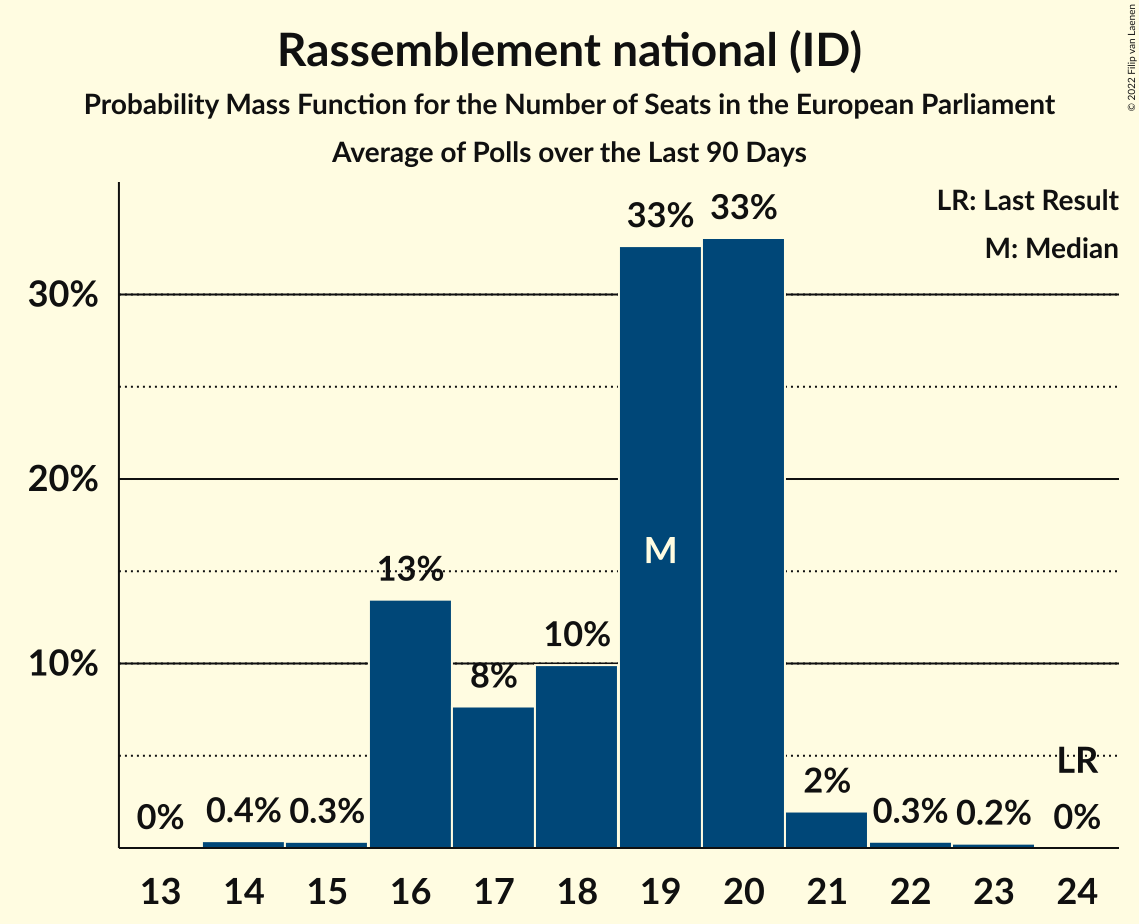 Rassemblement national (ID)
Probability Mass Function for the Number of Seats in the European Parliament
Average of Polls over the Last 90 Days
© 2022 Filip van Laenen
LR: Last Result
M: Median
30%
20%
10%
0%
0.4%
0.3%
13%
8%
10%
33%
33%
2%
0.3%
0.2%
0%
LR
M
13 14 15 16 17 18 19 20 21 22 23 24